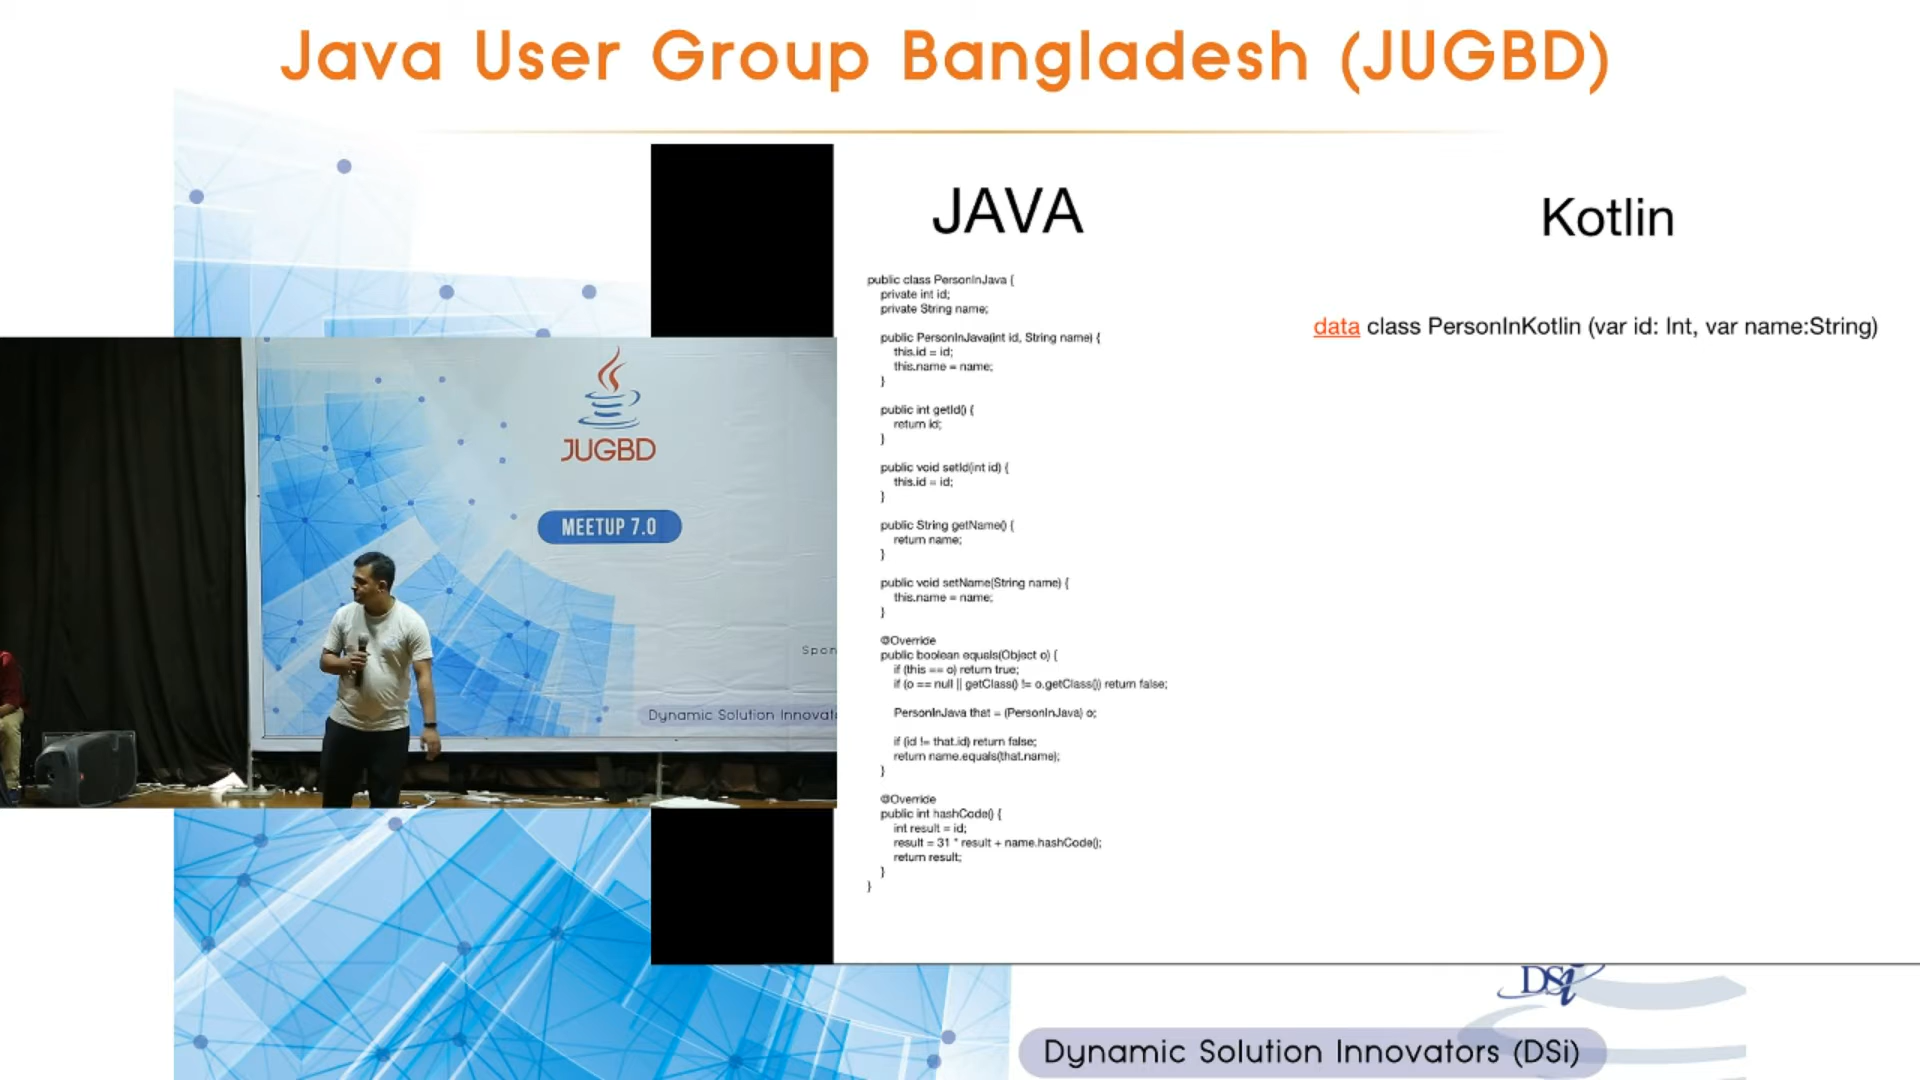 Java User Group Bangladesh (JUGBD)
JAVA
Kotlin
public class PersonInJava {
private int id;
private String name;
public PersonInJava(int id, String name) {
this.id = id;
this.name = name;
}
public int getId() {
return id;
}
public void setId(int id) {
this.id = id;
}
public String getName() {
return name;
}
public void setName(String name) {
this.name = name;
}
@Override
public boolean equals(Object o) {
if (this == o) return true;
if (o == null || getClass() != o.getClass()) return false;
PersonInJava that = (PersonInJava) o;
if (id != that.id) return false;
return name.equals(that.name);
}
@Override
public int hashCode() {
int result = id;
result = 31 * result + name.hashCode();
return result;
}
}
data class PersonInKotlin (var id: Int, var name:String)
JUGBD
MEETUP 7.0
Spon
Dynamic Solution Innovat
DSi
Dynamic Solution Innovators (DSi)